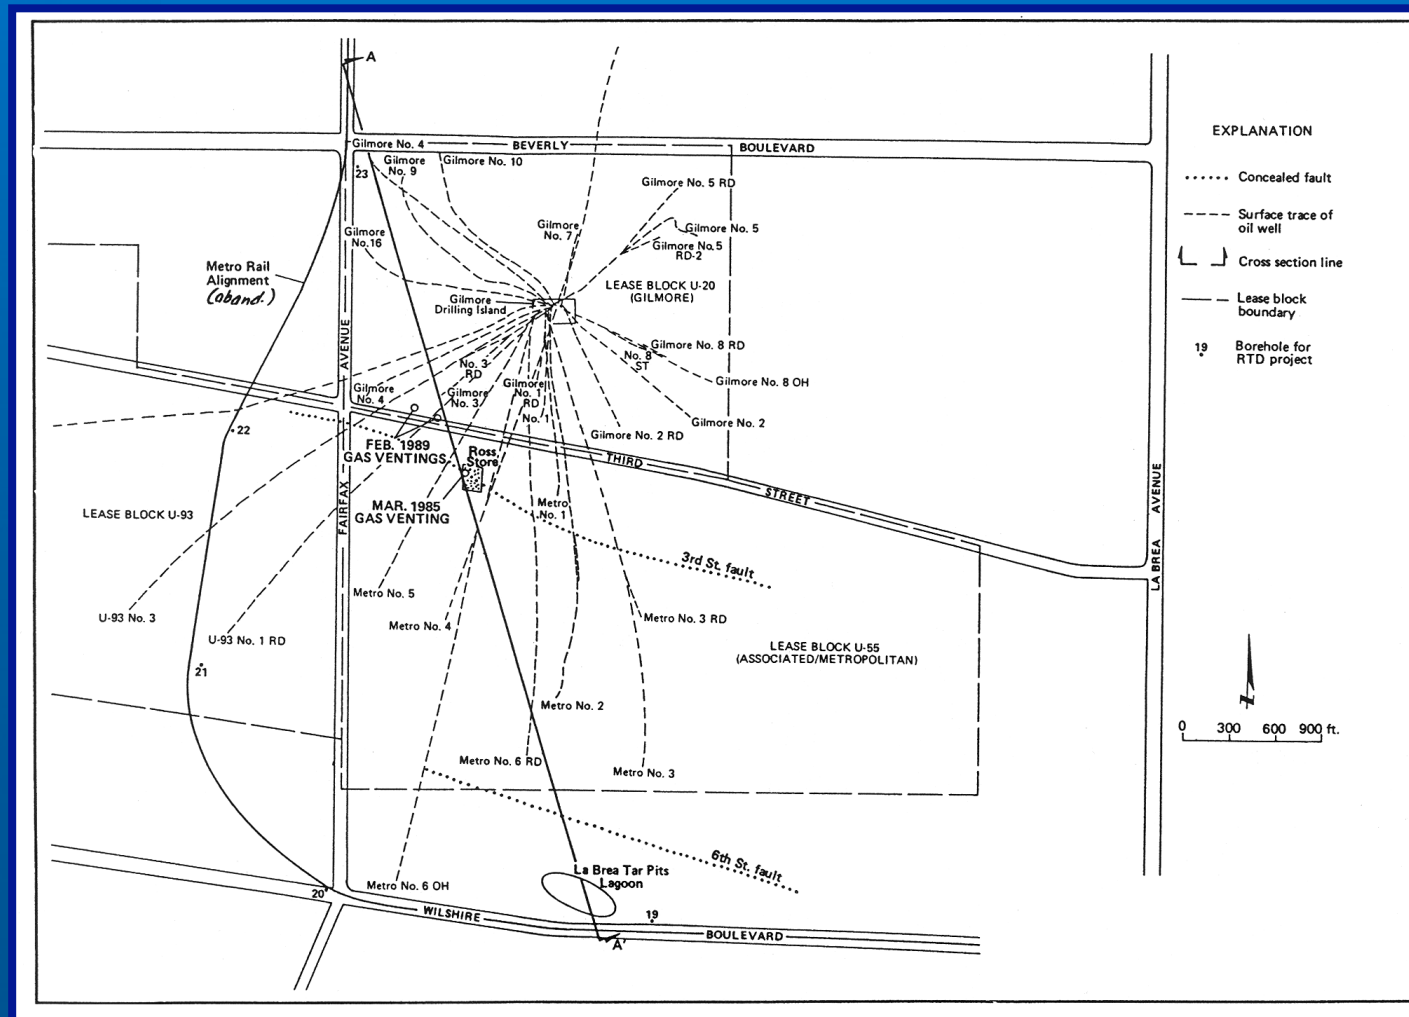 A
Gilmore No. 4
BEVERLY
BOULEVARD
Gilmore
No. 9
Gilmore No. 10
23
Gilmore No. 5 RD
Gilmore
No. 7
Gilmore No. 5
Gilmore No.5
RD-2
Gilmore
No.16
Metro Rail
Alignment
(aband.)
LEASE BLOCK U-20
(GILMORE)
Gilmore
Drilling Island
AVENUE
Gilmore No. 8 RD
No. 8
ST
No. 3
RD
Gilmore No. 8 OH
Gilmore
No. 4
Gilmore
No. 3
Gilmore
No. 1
RD
No. 1
Gilmore No. 2
22
Gilmore No. 2 RD
FEB. 1989
GAS VENTINGS
Ross
Store
THIRD
STREET
FAIRFAX
MAR. 1985
GAS VENTING
Metro
No. 1
LEASE BLOCK U-93
LA BREA AVENUE
3rd St. fault
Metro No. 5
U-93 No. 3
Metro No. 4
Metro No. 3 RD
U-93 No. 1 RD
LEASE BLOCK U-55
(ASSOCIATED/METROPOLITAN)
21
Metro No. 2
Metro No. 6 RD
Metro No. 3
6th St. fault
La Brea Tar Pits
Lagoon
Metro No. 6 OH
20
WILSHIRE
19
BOULEVARD
A'
EXPLANATION
Concealed fault
Surface trace of
oil well
Cross section line
Lease block
boundary
19
Borehole for
RTD project
N
0 300 600 900 ft.